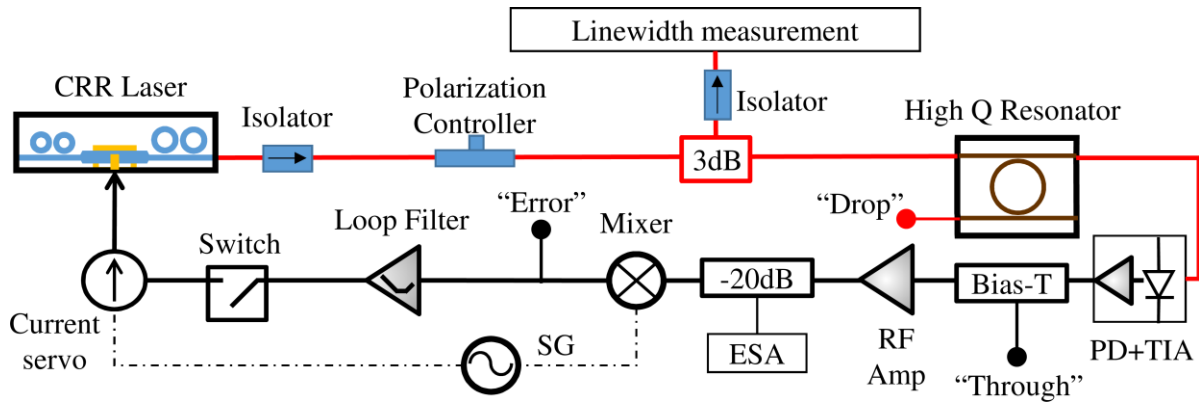 Linewidth measurement
CRR Laser
Isolator
Polarization
Controller
Isolator
High Q Resonator
3dB
“Drop”
“Error”
Loop Filter
Mixer
Switch
-20dB
Bias-T
Current
servo
SG
ESA
RF
Amp
“Through”
PD+TIA